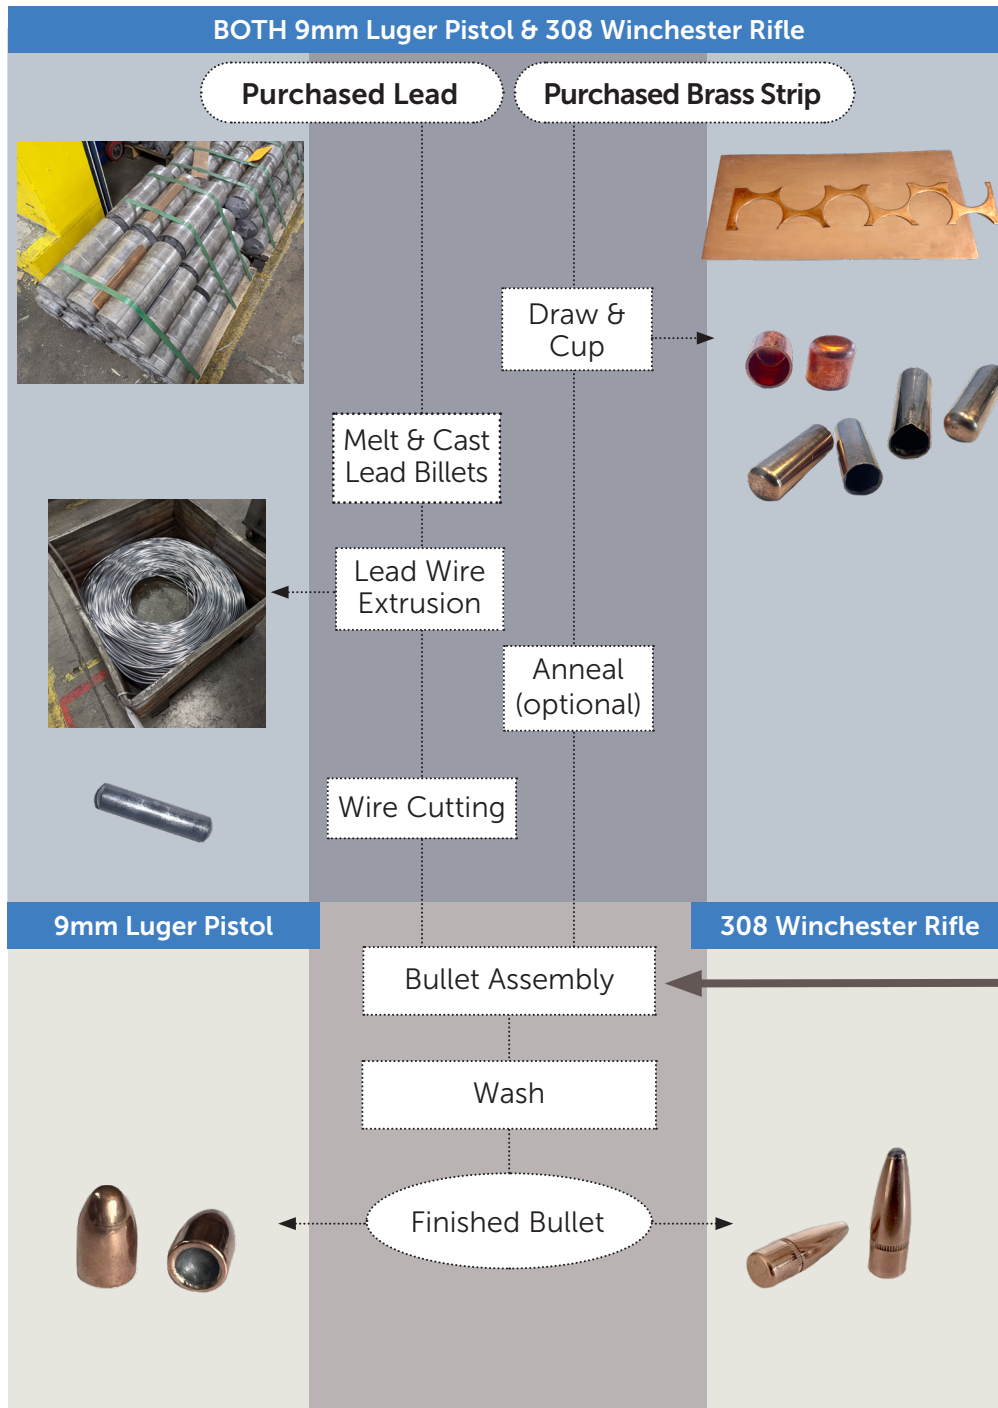 BOTH 9mm Luger Pistol & 308 Winchester Rifle
Purchased Lead
Purchased Brass Strip
Draw &
Cup
Melt & Cast
Lead Billets
Lead Wire
Extrusion
Anneal
(optional)
Wire Cutting
9mm Luger Pistol
308 Winchester Rifle
Bullet Assembly
Wash
Finished Bullet